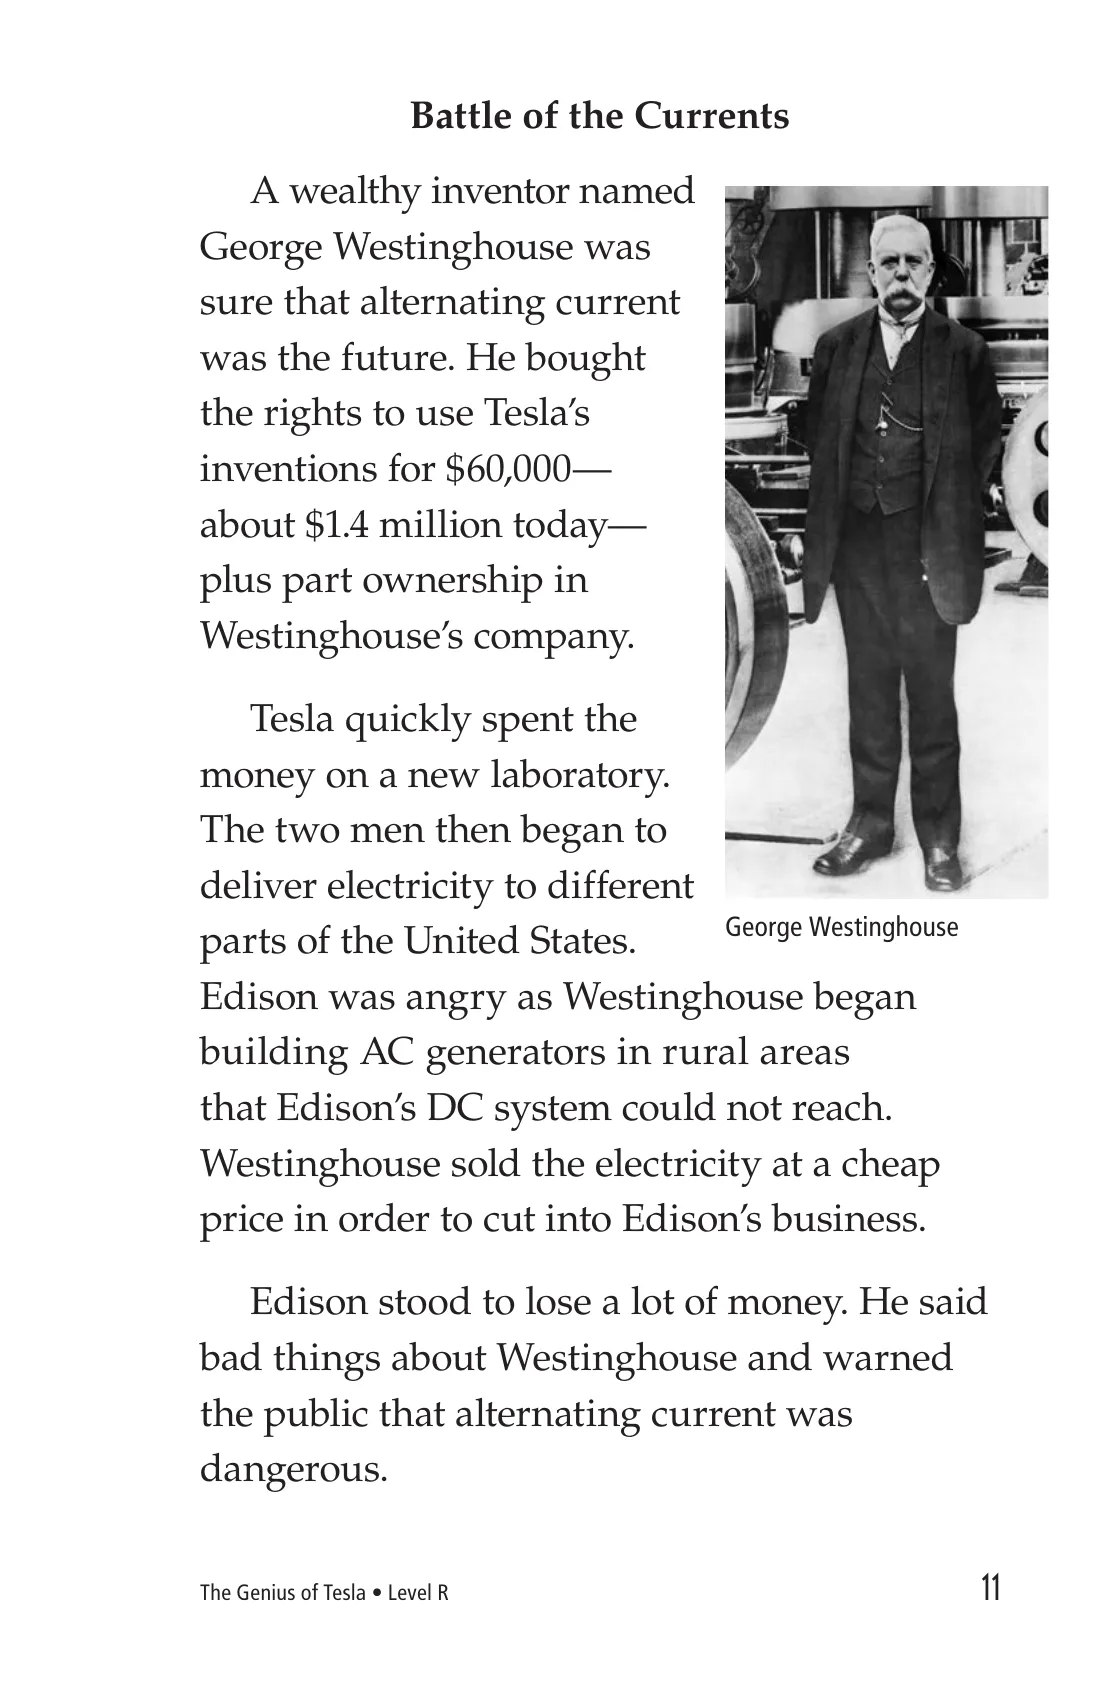 Battle of the Currents
A wealthy inventor named
George Westinghouse was
sure that alternating current
was the future. He bought
the rights to use Tesla’s
inventions for $60,000—
about $1.4 million today—
plus part ownership in
Westinghouse’s company.
Tesla quickly spent the
money on a new laboratory.
The two men then began to
deliver electricity to different
parts of the United States.
George Westinghouse
Edison was angry as Westinghouse began
building AC generators in rural areas
that Edison’s DC system could not reach.
Westinghouse sold the electricity at a cheap
price in order to cut into Edison’s business.
Edison stood to lose a lot of money. He said
bad things about Westinghouse and warned
the public that alternating current was
dangerous.
The Genius of Tesla • Level R
11